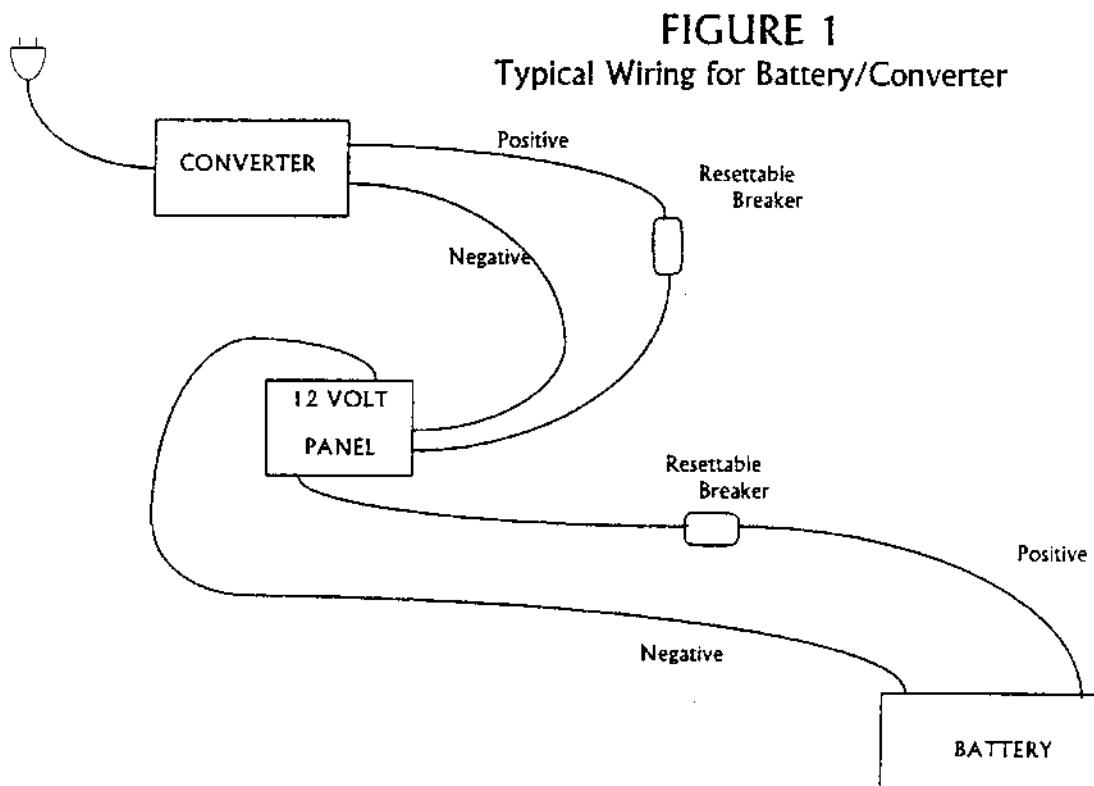 FIGURE 1
Typical Wiring for Battery/Converter
CONVERTER
Positive
Resettable
Breaker
Negative
12 VOLT
PANEL
Resettable
Breaker
Positive
Negative
BATTERY